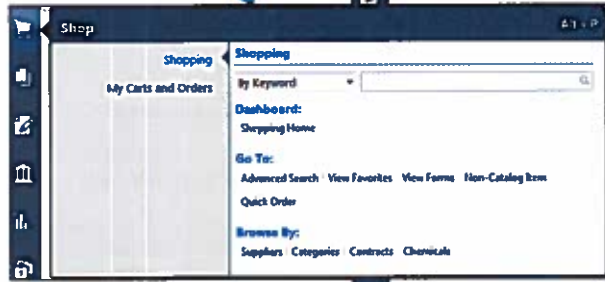 Shop
Alt + P
Shopping
My Carts and Orders
Shopping
By Keyword
Dashboard:
Shopping Home
Go To:
Advanced Search View Favorites View Forms Non-Catalog Item
Quick Order
Browse By:
Suppliers Categories Contracts Chemicals